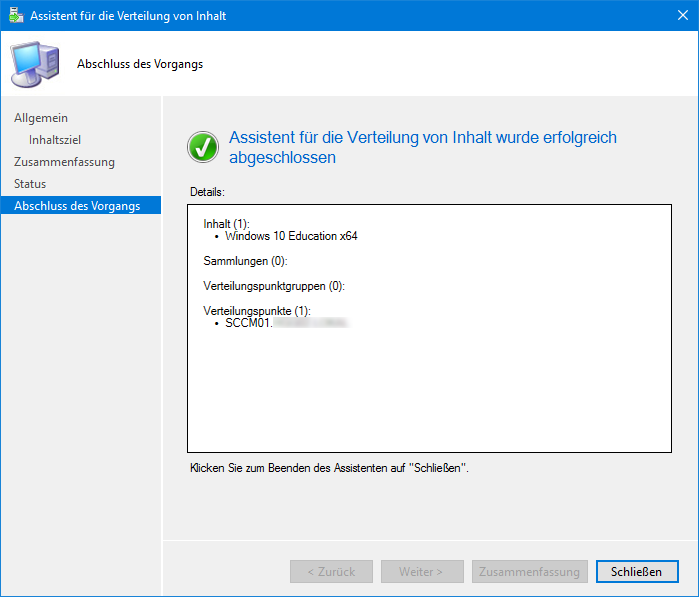 Assistent für die Verteilung von Inhalt
Abschluss des Vorgangs
Allgemein
Inhaltsziel
Zusammenfassung
Status
Abschluss des Vorgangs
Assistent für die Verteilung von Inhalt wurde erfolgreich
abgeschlossen
Details:
Inhalt (1):
• Windows 10 Education x64
Sammlungen (0):
Verteilungspunktgruppen (0):
Verteilungspunkte (1):
• SCCM01.
Klicken Sie zum Beenden des Assistenten auf "Schließen".
< Zurück
Weiter >
Zusammenfassung
Schließen